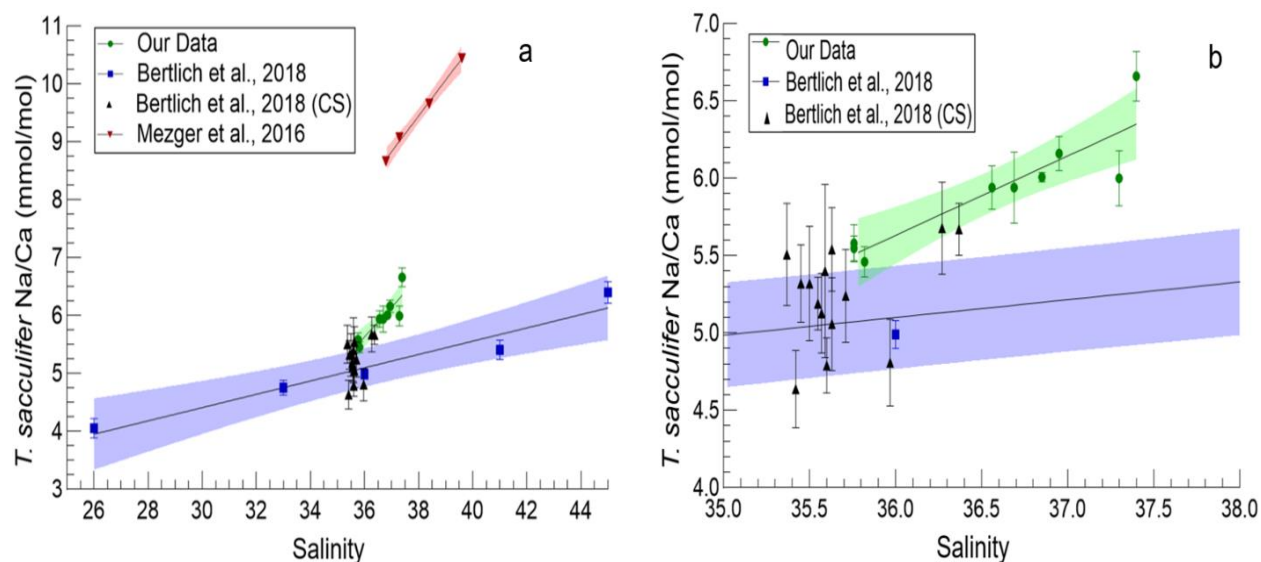 T. sacculifer Na/Ca (mmol/mol)
11
10
9
8
7
6
5
4
3
Our Data
Bertlich et al., 2018
Bertlich et al., 2018 (CS)
Mezger et al., 2016
a
26 28 30 32 34 36 38 40 42 44
Salinity
T. sacculifer Na/Ca (mmol/mol)
7.0
6.5
6.0
5.5
5.0
4.5
4.0
Our Data
Bertlich et al., 2018
Bertlich et al., 2018 (CS)
b
35.0 35.5 36.0 36.5 37.0 37.5 38.0
Salinity